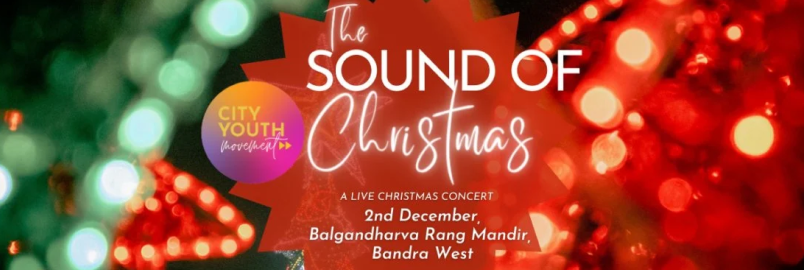 The
SOUND OF
Christmas
CITY
YOUTH
movement
A LIVE CHRISTMAS CONCERT
2nd December,
Balgandharva Rang Mandir,
Bandra West